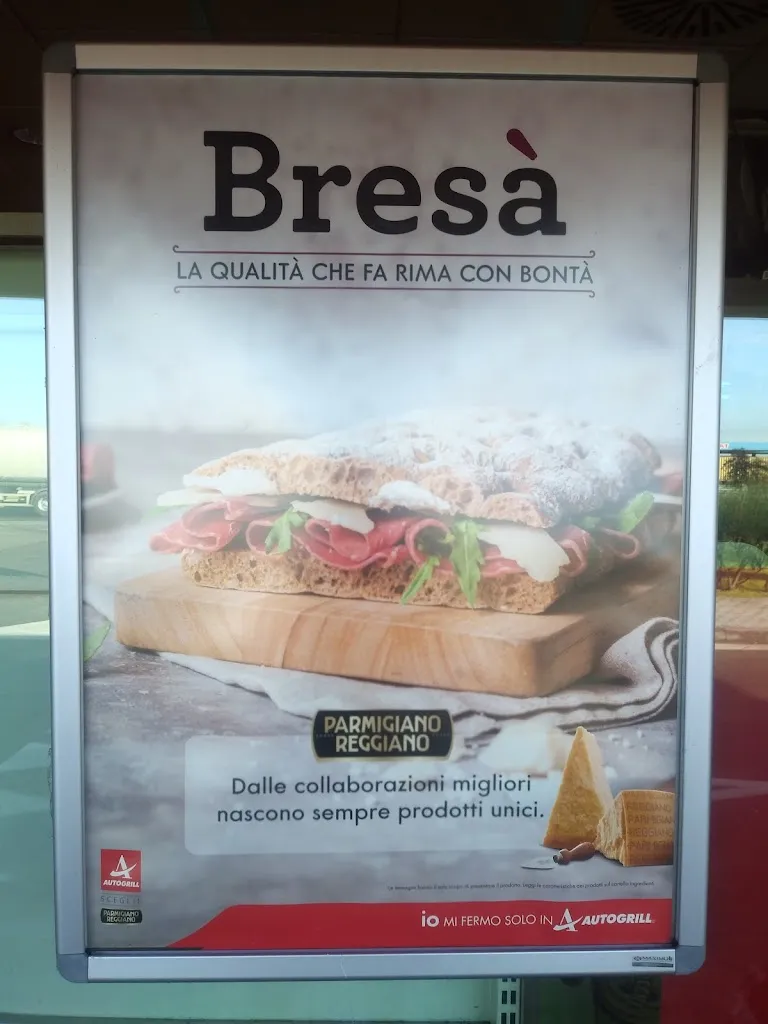 Bresà
LA QUALITÀ CHE FA RIMA CON BONTÀ
PARMIGIANO
REGGIANO
Dalle collaborazioni migliori
nascono sempre prodotti unici.
AUTOGRILL
SCEGLIE
PARMIGIANO
REGGIANO
io MI FERMO SOLO IN AUTOGRILL